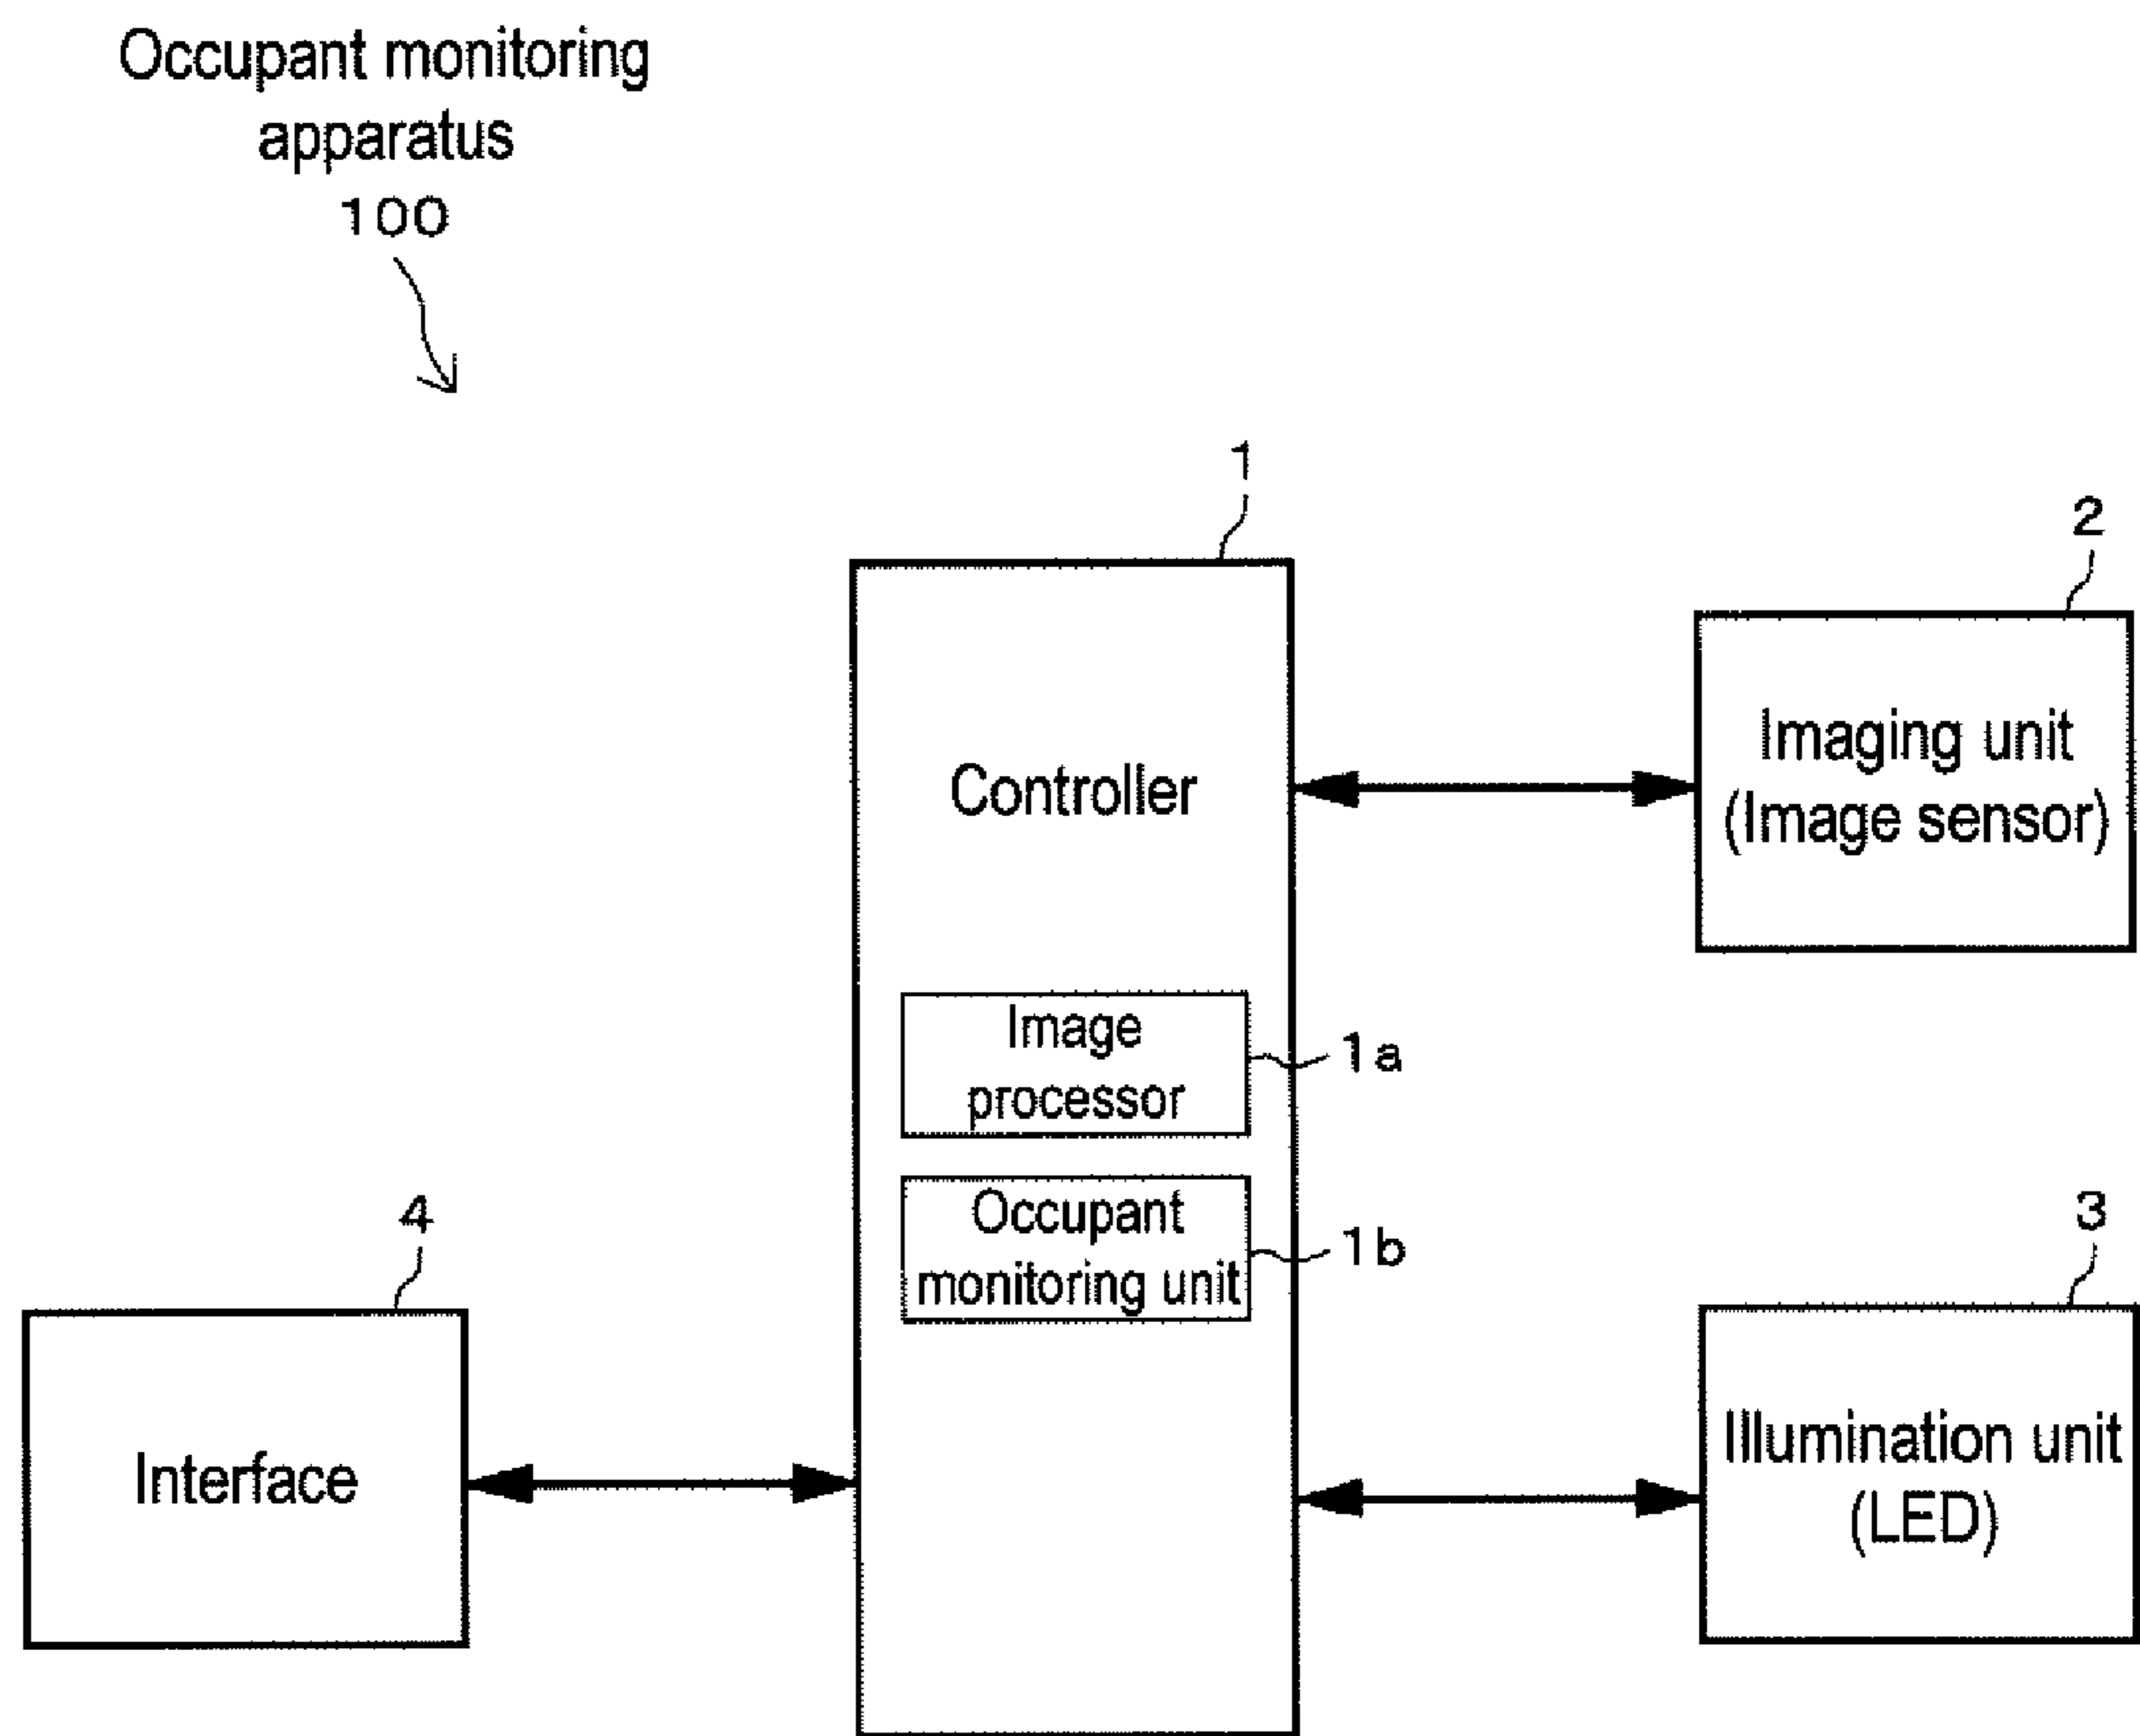 Occupant monitoring
apparatus
100
1
2
Controller
Imaging unit
(Image sensor)
Image
processor
1a
Occupant
monitoring unit
1b
4
3
Interface
Illumination unit
(LED)